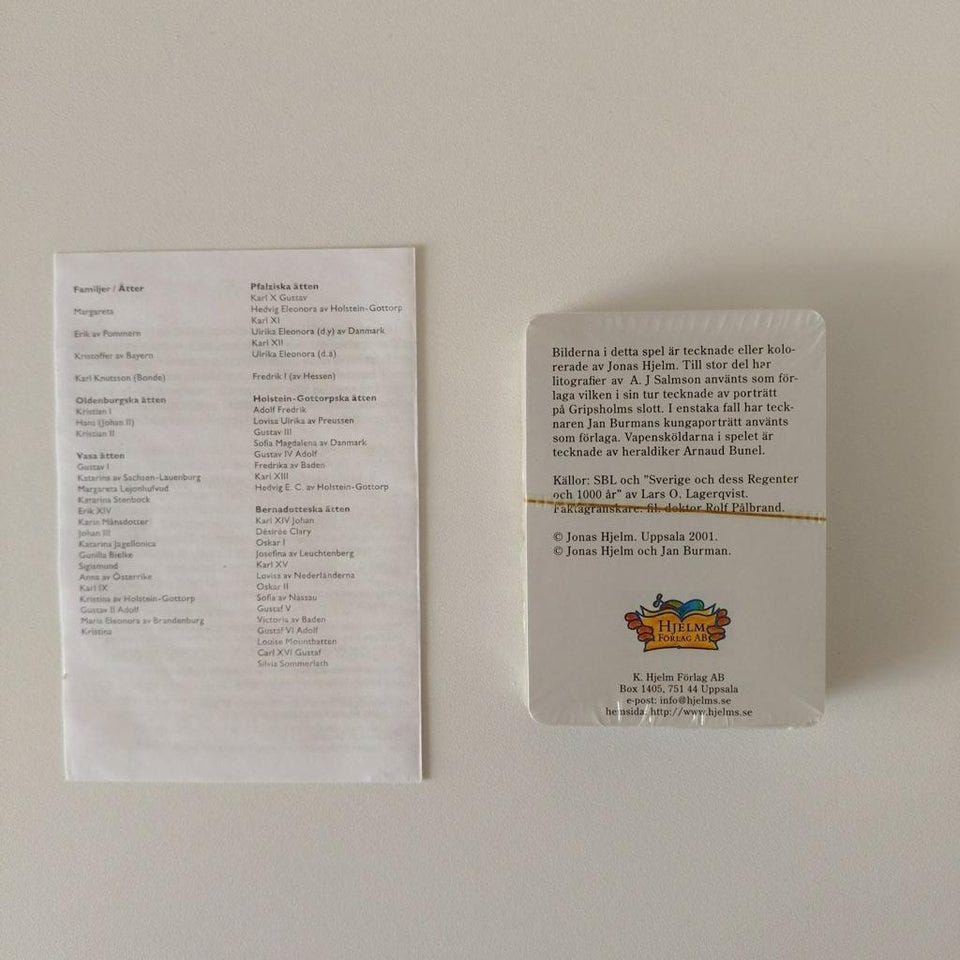 Familjer / Ätter
Margareta
Erik av Pommern
Kristoffer av Bayern
Karl Knutsson (Bonde)
Oldenburgska ätten
Kristian I
Hans (Johan II)
Kristian II
Vasa ätten
Gustav I
Katarina av Sachsen-Lauenburg
Margareta Lejonhufvud
Katarina Stenbock
Erik XIV
Karin Månsdotter
Johan III
Katarina Jagellonica
Gunilla Bielke
Sigismund
Anna av Österrike
Karl IX
Kristina av Holstein-Gottorp
Gustav II Adolf
Maria Eleonora av Brandenburg
Kristina
Pfalziska ätten
Karl X Gustav
Hedvig Eleonora av Holstein-Gottorp
Karl XI
Ulrika Eleonora (d.y) av Danmark
Karl XII
Ulrika Eleonora (d.ä)
Fredrik I (av Hessen)
Holstein-Gottorpska ätten
Adolf Fredrik
Lovisa Ulrika av Preussen
Gustav III
Sofia Magdalena av Danmark
Gustav IV Adolf
Fredrika av Baden
Karl XIII
Hedvig E. C. av Holstein-Gottorp
Bernadotteska ätten
Karl XIV Johan
Désirée Clary
Oskar I
Josefina av Leuchtenberg
Karl XV
Lovisa av Nederländerna
Oskar II
Sofia av Nassau
Gustaf V
Victoria av Baden
Gustaf VI Adolf
Louise Mountbatten
Carl XVI Gustaf
Silvia Sommerlath
Bilderna i detta spel är tecknade eller kolo-
rerade av Jonas Hjelm. Till stor del har
litografier av A. J Salmson använts som för-
laga vilken i sin tur tecknade av porträtt
på Gripsholms slott. I enstaka fall har teck-
naren Jan Burmans kungaporträtt använts
som förlaga. Vapensköldarna i spelet är
tecknade av heraldiker Arnaud Bunel.
Källor: SBL och "Sverige och dess Regenter
och 1000 år" av Lars O. Lagerqvist.
Faktagranskare: fil. doktor Rolf Pålbrand.
© Jonas Hjelm. Uppsala 2001.
© Jonas Hjelm och Jan Burman.
HJELM
FÖRLAG AB
K. Hjelm Förlag AB
Box 1405, 751 44 Uppsala
e-post: info@hjelms.se
hemsida: http://www.hjelms.se